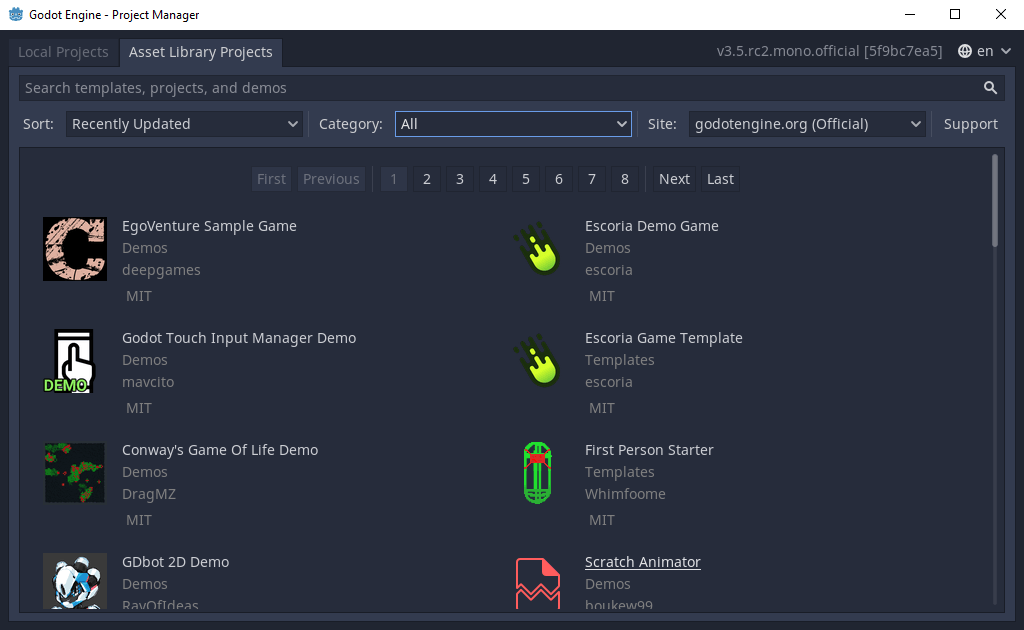 Godot Engine - Project Manager
Local Projects Asset Library Projects v3.5.rc2.mono.official [5f9bc7ea5] en
Search templates, projects, and demos
Sort: Recently Updated Category: All Site: godotengine.org (Official) Support
First Previous 1 2 3 4 5 6 7 8 Next Last
EgoVenture Sample Game
Demos
deepgames
MIT
Escoria Demo Game
Demos
escoria
MIT
DEMO
Godot Touch Input Manager Demo
Demos
mavcito
MIT
Escoria Game Template
Templates
escoria
MIT
Conway's Game Of Life Demo
Demos
DragMZ
MIT
First Person Starter
Templates
Whimfoome
MIT
GDbot 2D Demo
Demos
RayOfIdeas
Scratch Animator
Demos
boukew99